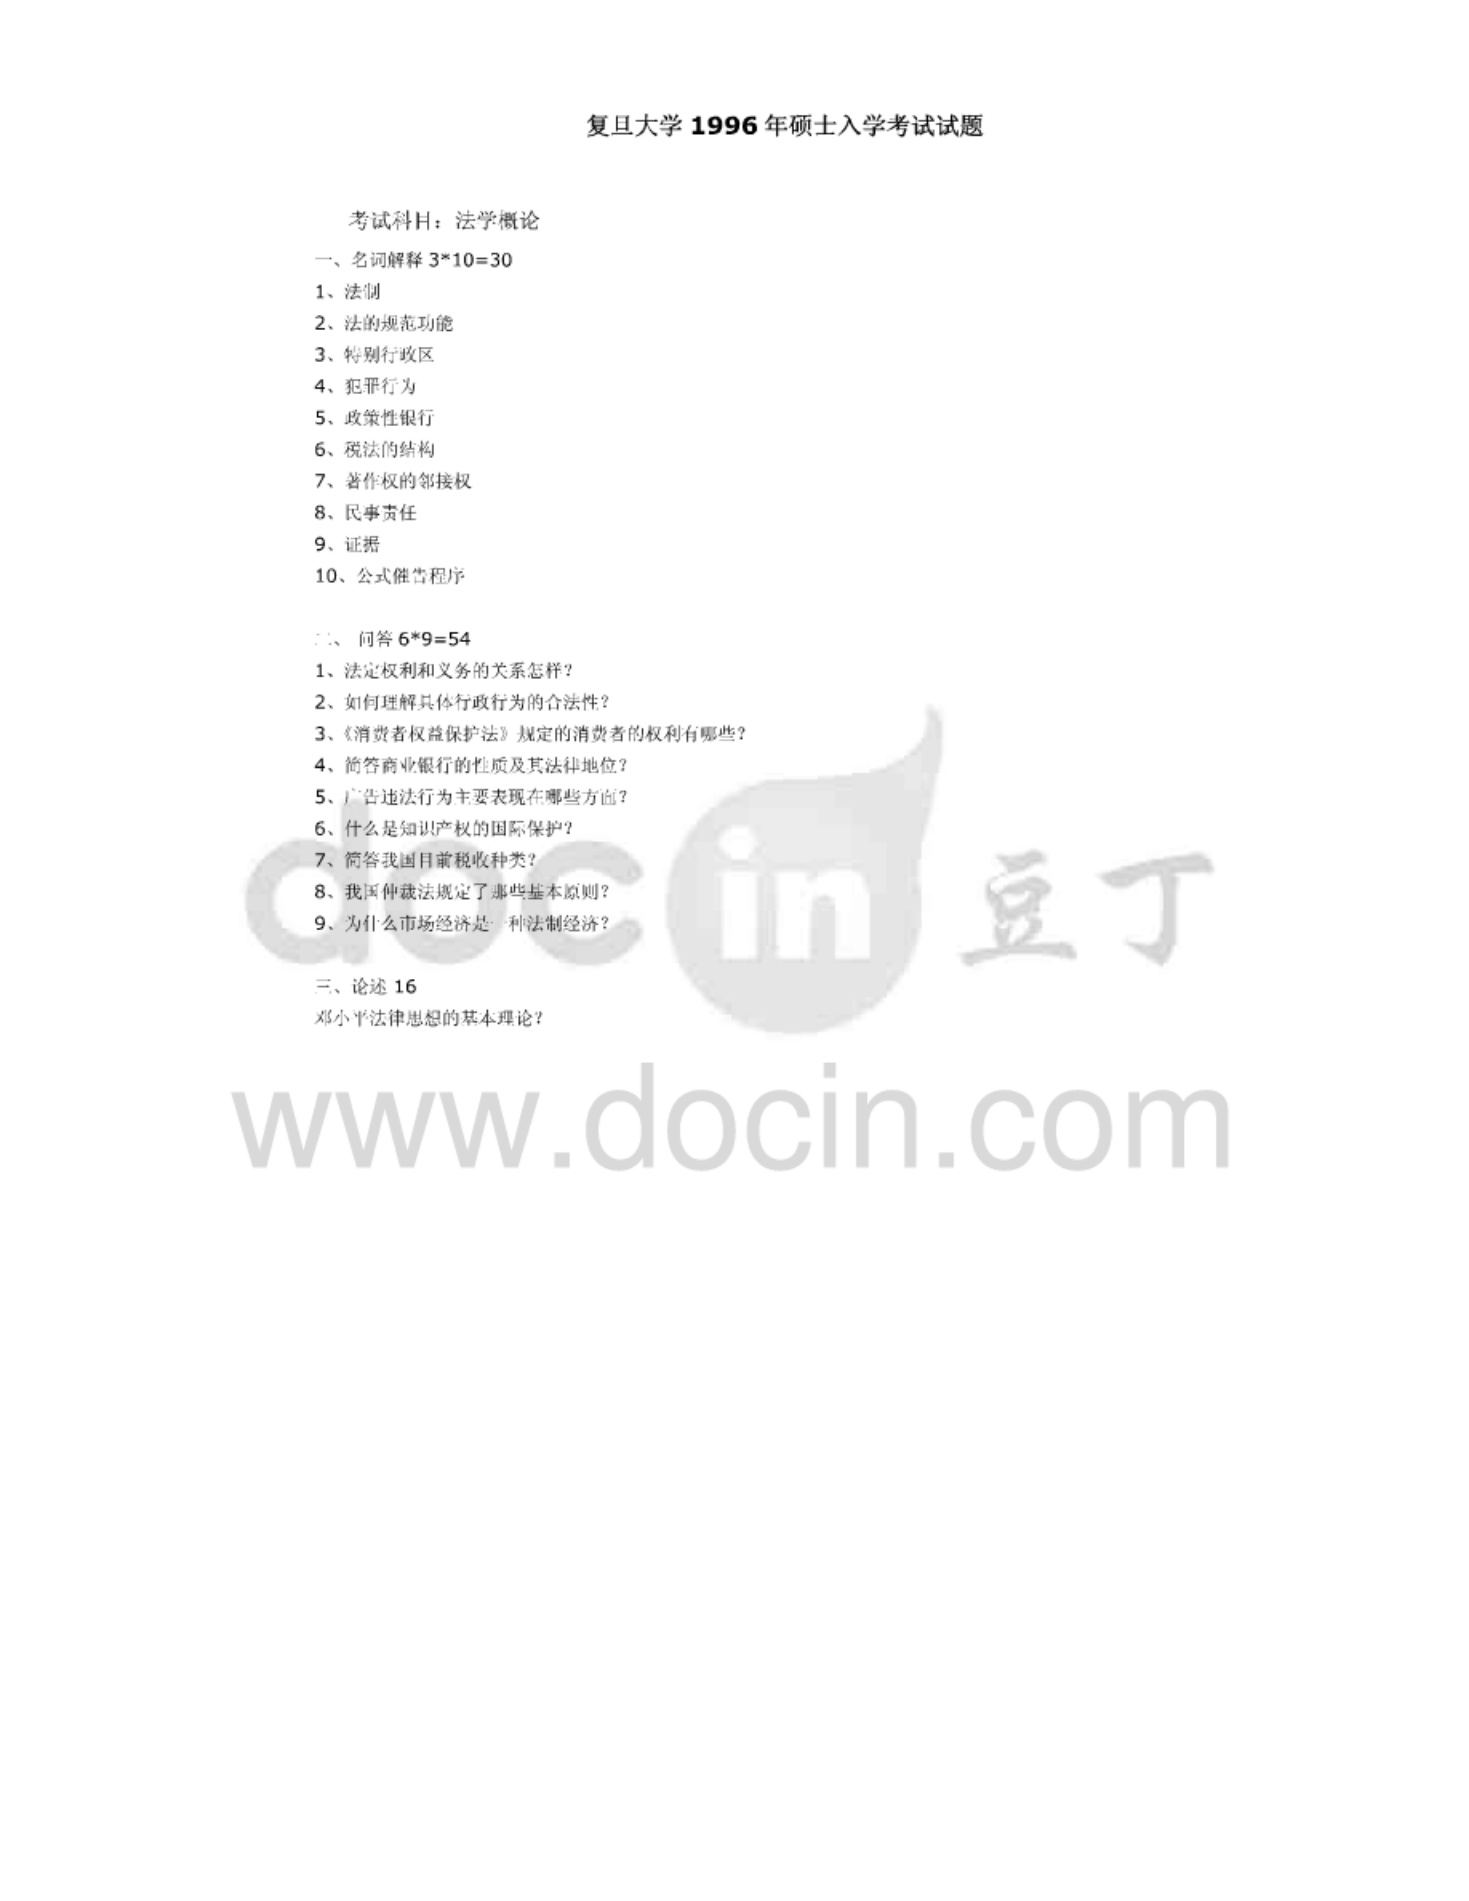 复旦大学 1996 年硕士入学考试试题
考试科目：法学概论
一、名词解释 3*10=30
1、法制
2、法的规范功能
3、特别行政区
4、犯罪行为
5、政策性银行
6、税法的结构
7、著作权的邻接权
8、民事责任
9、证据
10、公式催告程序
二、 问答 6*9=54
1、法定权利和义务的关系怎样？
2、如何理解具体行政行为的合法性？
3、《消费者权益保护法》规定的消费者的权利有哪些？
4、简答商业银行的性质及其法律地位？
5、广告违法行为主要表现在哪些方面？
6、什么是知识产权的国际保护？
7、简答我国目前税收种类？
8、我国仲裁法规定了那些基本原则？
9、为什么市场经济是一种法制经济？
三、论述 16
邓小平法律思想的基本理论？
docin 豆丁
www.docin.com